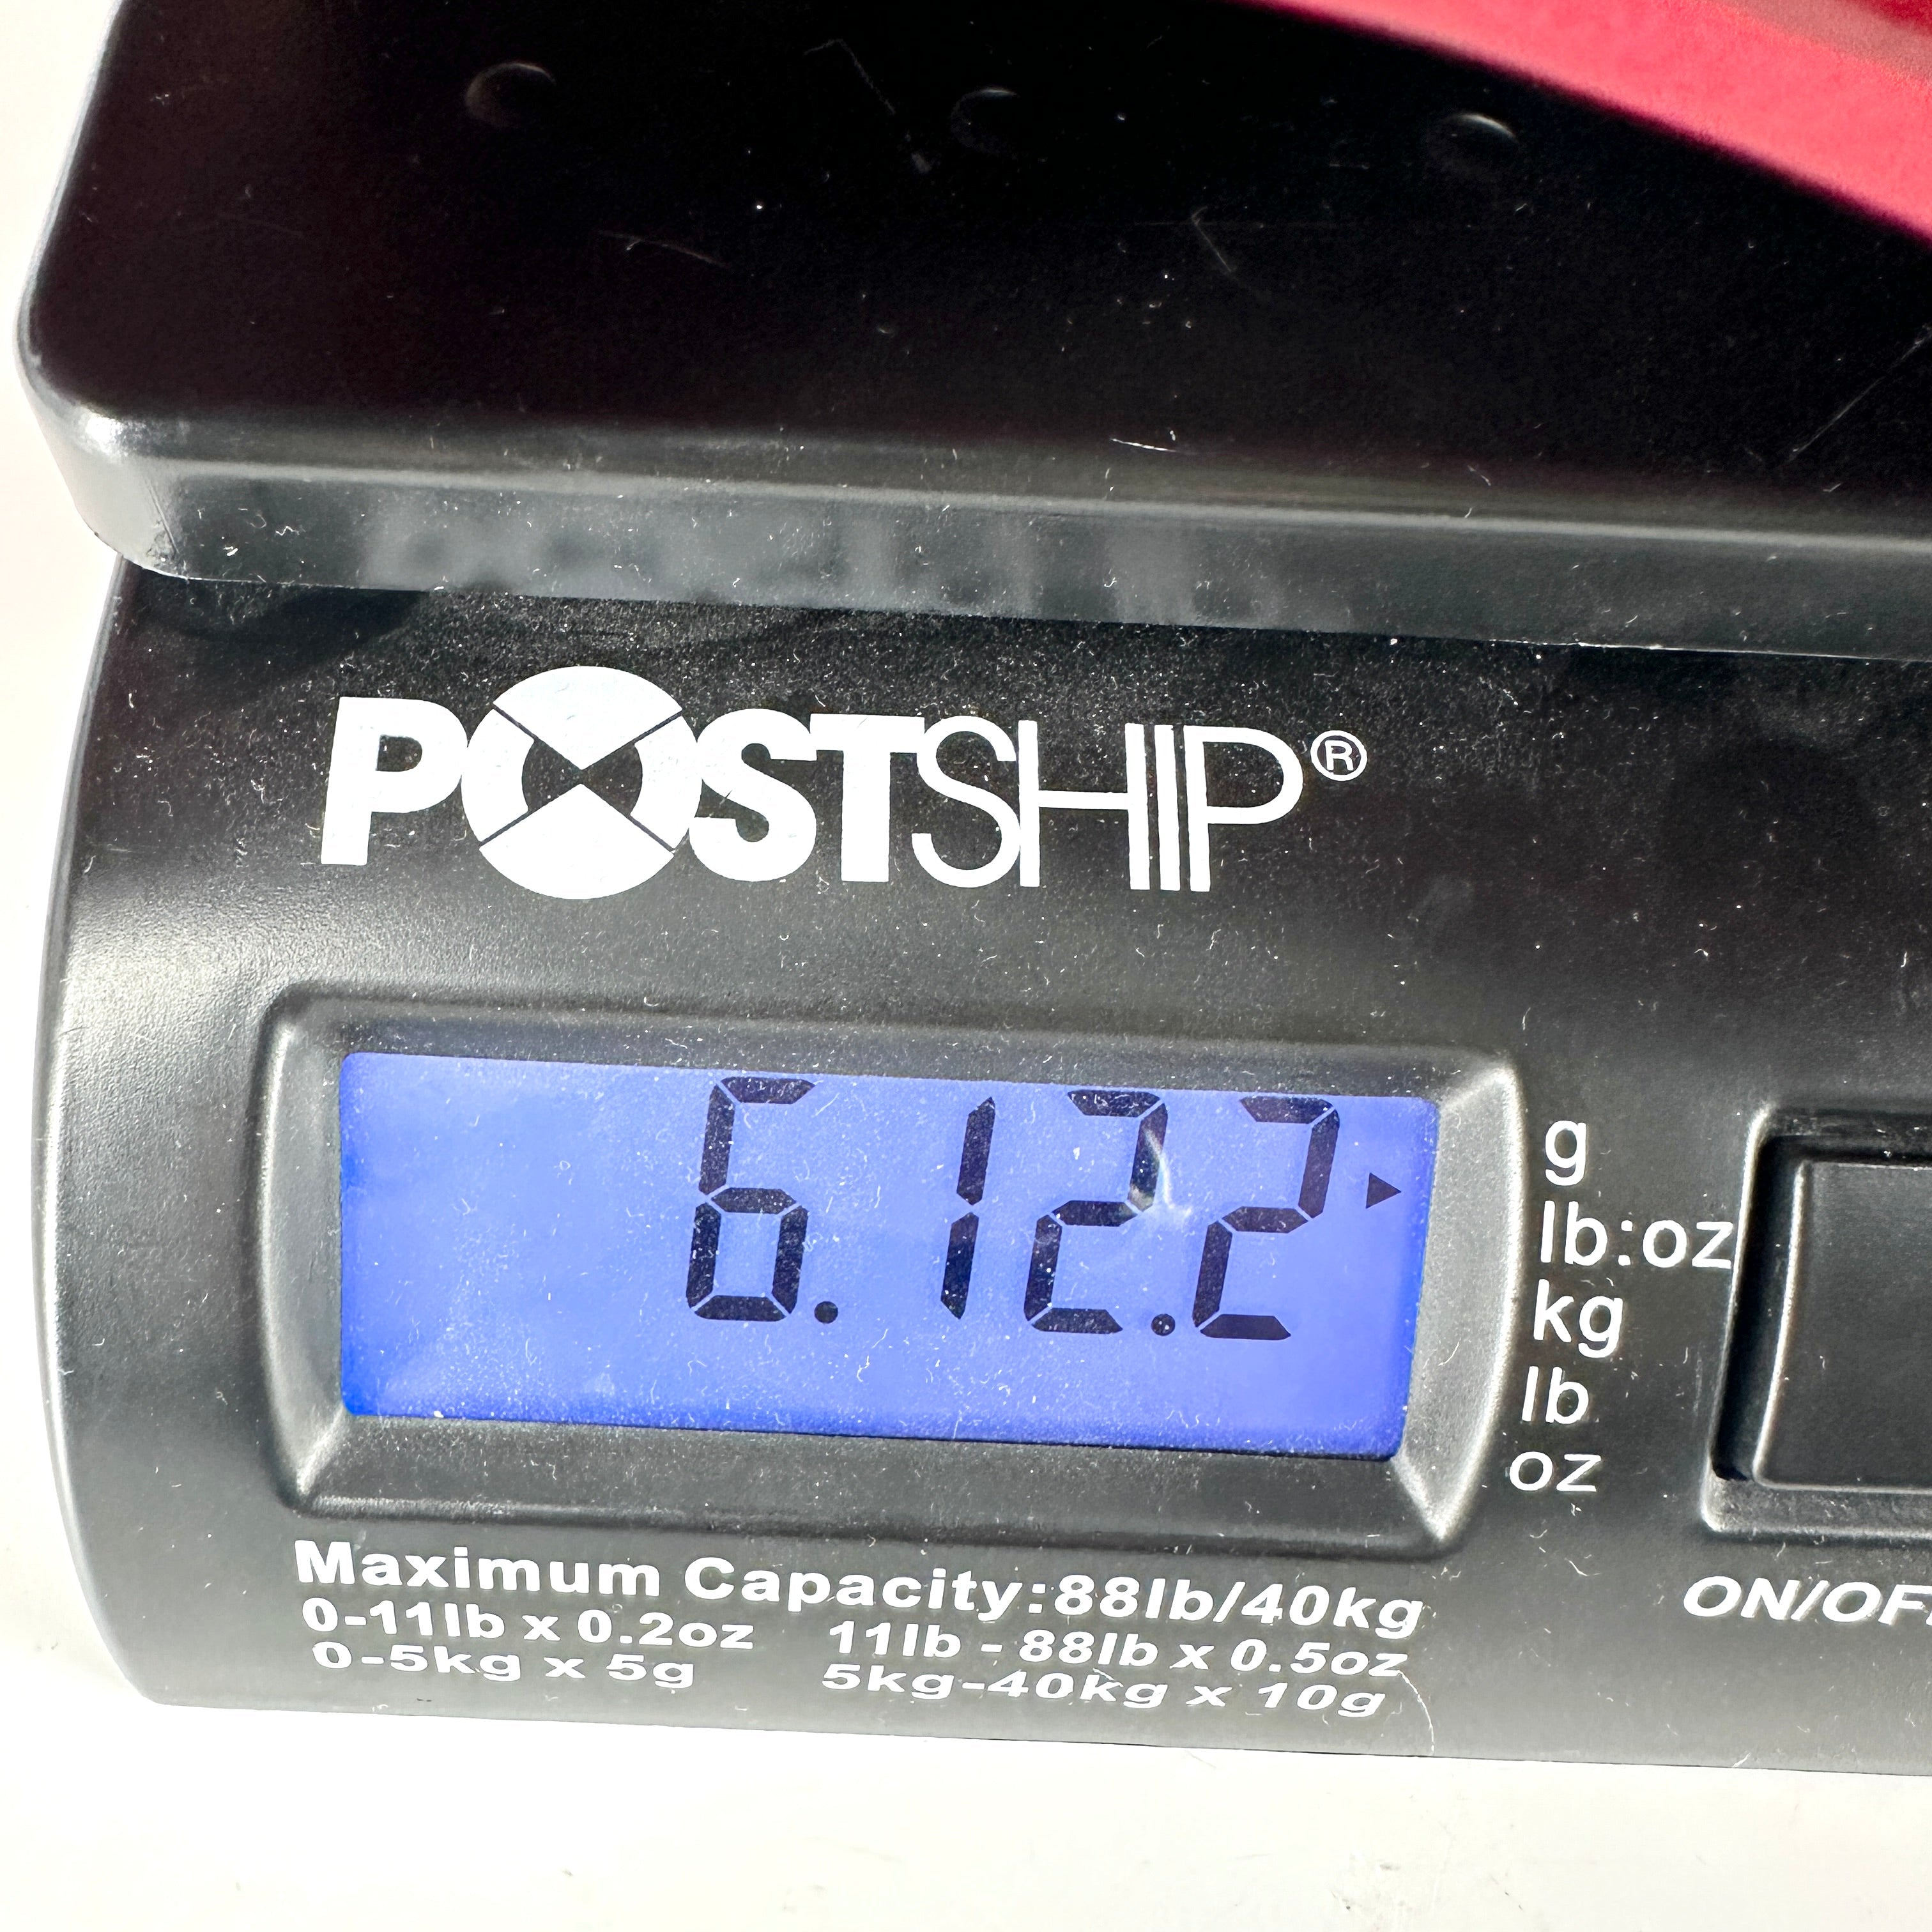 POSTSHIP®
6. 12.2
g
lb:oz
kg
lb
oz
Maximum Capacity:88lb/40kg
0-11lb x 0.2oz 11lb - 88lb x 0.5oz
0-5kg x 5g 5kg-40kg x 10g
ON/OF